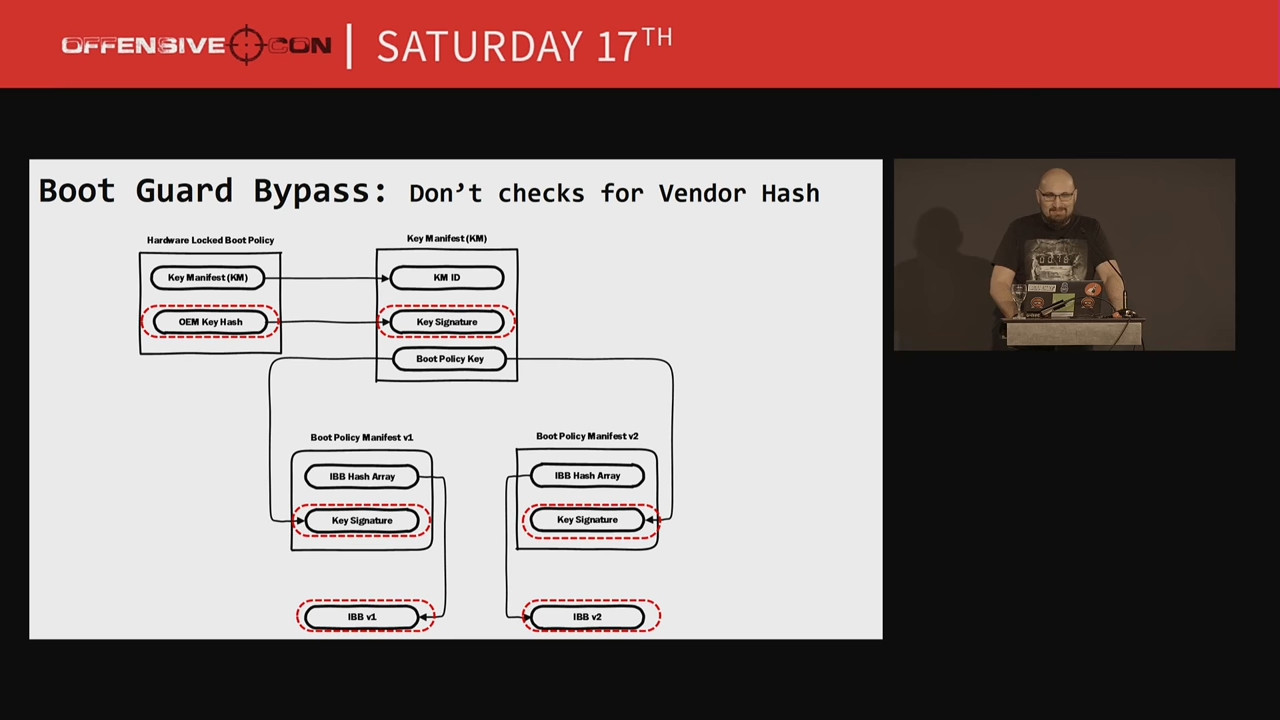 OFFENSIVE CON | SATURDAY 17TH
Boot Guard Bypass: Don't checks for Vendor Hash
Hardware Locked Boot Policy
Key Manifest (KM)
OEM Key Hash
Key Manifest (KM)
KM ID
Key Signature
Boot Policy Key
Boot Policy Manifest v1
IBB Hash Array
Key Signature
IBB v1
Boot Policy Manifest v2
IBB Hash Array
Key Signature
IBB v2